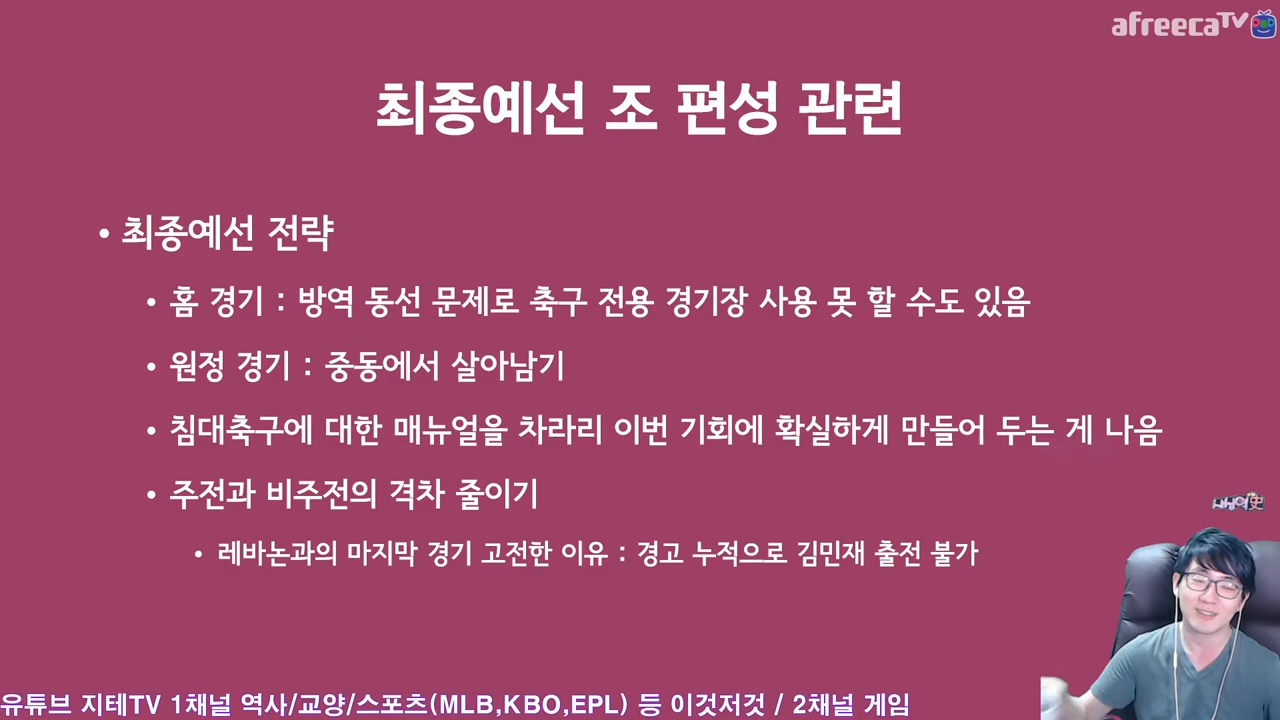 afreecaTV
최종예선 조 편성 관련
• 최종예선 전략
• 홈 경기 : 방역 동선 문제로 축구 전용 경기장 사용 못 할 수도 있음
• 원정 경기 : 중동에서 살아남기
• 침대축구에 대한 매뉴얼을 차라리 이번 기회에 확실하게 만들어 두는 게 나음
• 주전과 비주전의 격차 줄이기
• 레바논과의 마지막 경기 고전한 이유 : 경고 누적으로 김민재 출전 불가
유튜브 지테TV 1채널 역사/교양/스포츠(MLB,KBO,EPL) 등 이것저것 / 2채널 게임